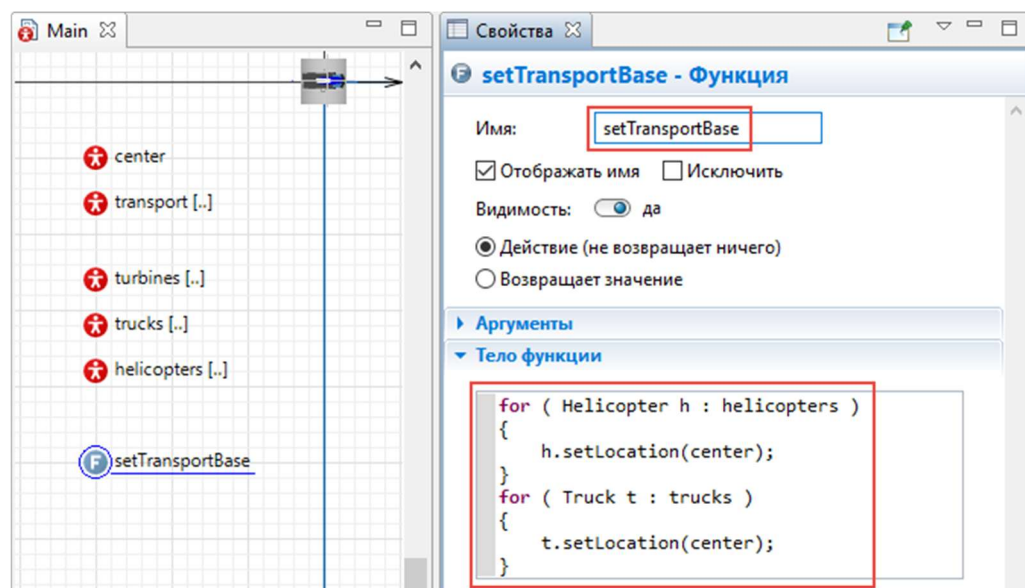 Main
center
transport [..]
turbines [..]
trucks [..]
helicopters [..]
F setTransportBase
Свойства
F setTransportBase - Функция
Имя: setTransportBase
Отображать имя Исключить
Видимость: да
Действие (не возвращает ничего)
Возвращает значение
Аргументы
Тело функции
for ( Helicopter h : helicopters )
{
h.setLocation(center);
}
for ( Truck t : trucks )
{
t.setLocation(center);
}